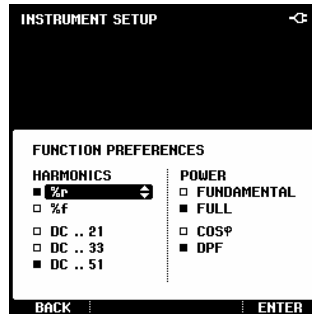 INSTRUMENT SETUP
FUNCTION PREFERENCES
HARMONICS
%r
%f
DC .. 21
DC .. 33
DC .. 51
POWER
FUNDAMENTAL
FULL
COSφ
DPF
BACK
ENTER